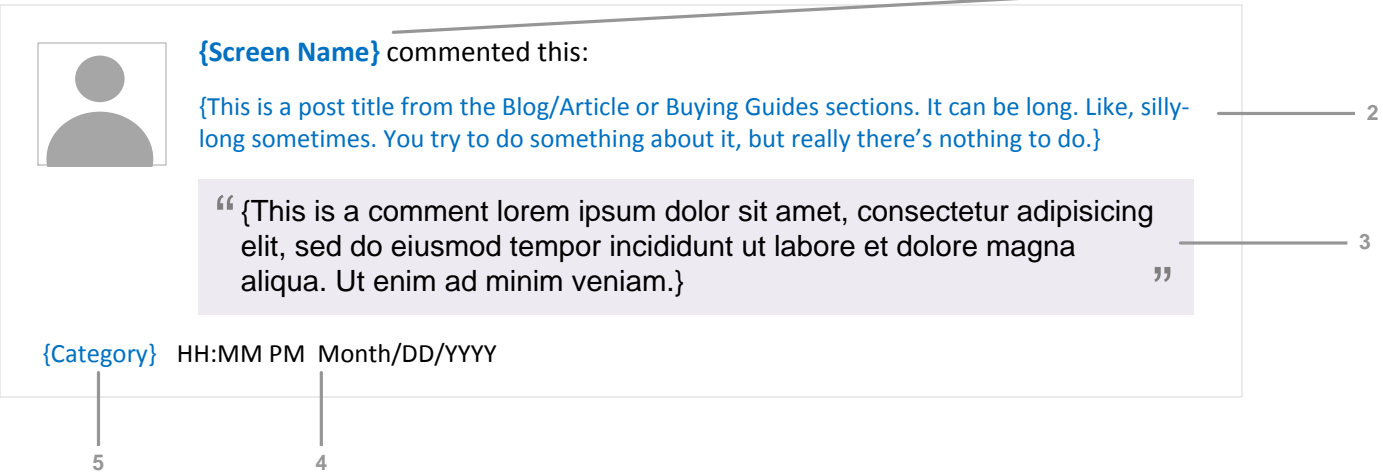 {Screen Name} commented this:
{This is a post title from the Blog/Article or Buying Guides sections. It can be long. Like, silly-
long sometimes. You try to do something about it, but really there’s nothing to do.}
2
“ {This is a comment lorem ipsum dolor sit amet, consectetur adipisicing
elit, sed do eiusmod tempor incididunt ut labore et dolore magna
aliqua. Ut enim ad minim veniam.} ”
3
{Category} HH:MM PM Month/DD/YYYY
5 4